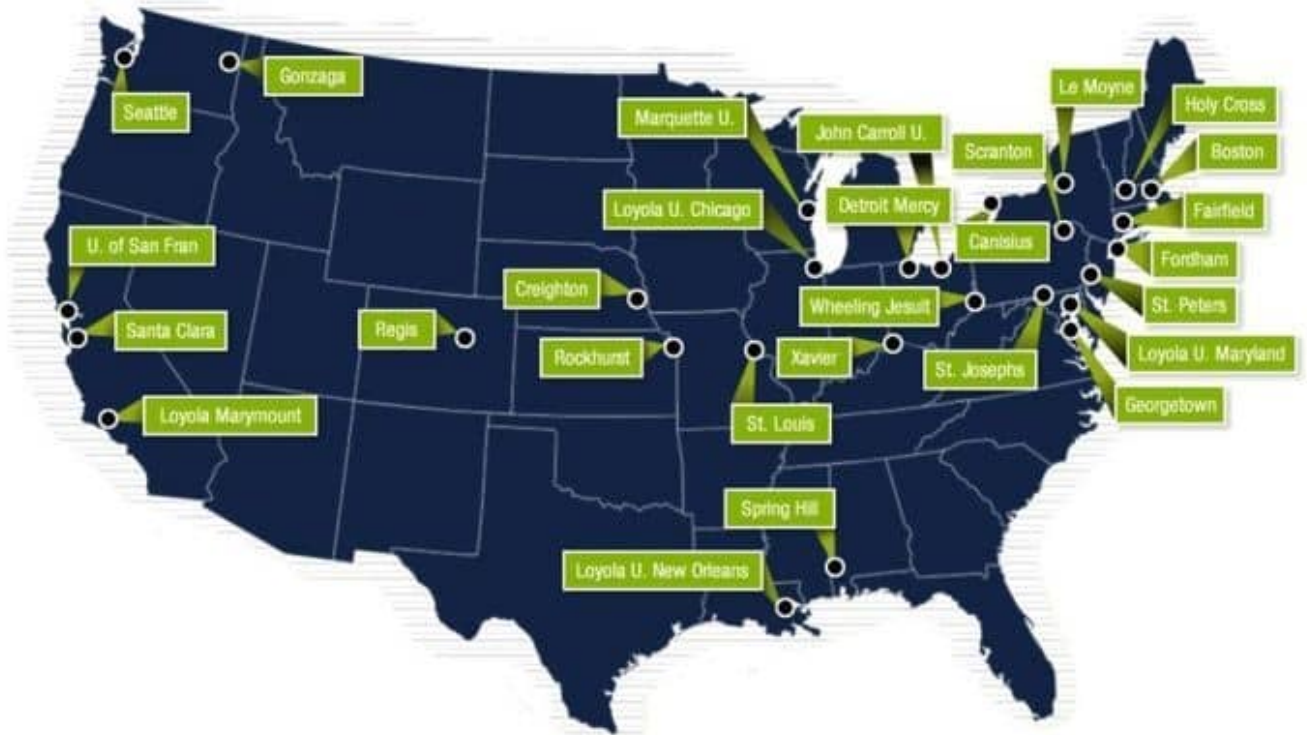 Seattle
Gonzaga
Marquette U.
John Carroll U.
Le Moyne
Holy Cross
Scranton
Boston
Loyola U. Chicago
Detroit Mercy
Fairfield
U. of San Fran
Canisius
Fordham
Creighton
Wheeling Jesuit
St. Peters
Santa Clara
Regis
Rockhurst
Xavier
St. Josephs
Loyola U. Maryland
Loyola Marymount
St. Louis
Georgetown
Spring Hill
Loyola U. New Orleans